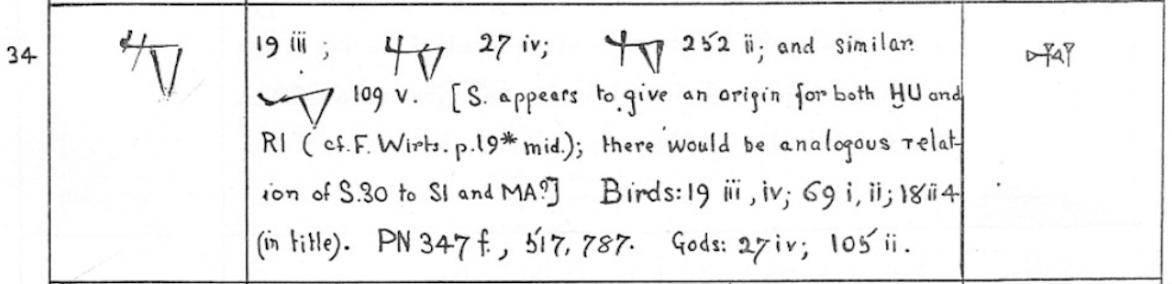 34
19 iii ; 27 iv; 252 ii; and similar.
109 v. [S. appears to give an origin for both HU and
RI (cf. F. Wirts. p.19* mid.); there would be analogous relat-
ion of S.30 to SI and MA?] Birds: 19 iii, iv; 69 i, ii; 18 ii 4
(in title). PN 347 f., 517, 787. Gods: 27 iv; 105 ii.